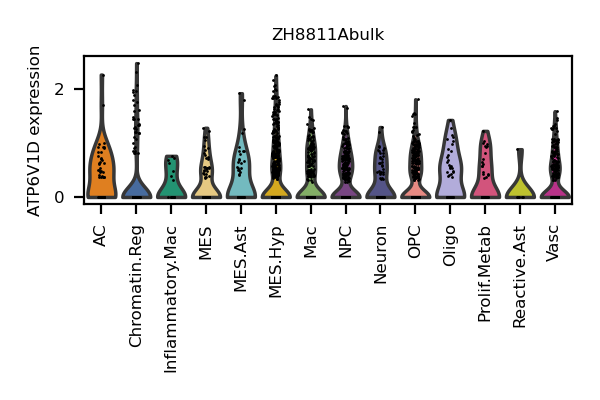 ZH8811Abulk
ATP6V1D expression
2
0
AC
Chromatin.Reg
Inflammatory.Mac
MES
MES.Ast
MES.Hyp
Mac
NPC
Neuron
OPC
Oligo
Prolif.Metab
Reactive.Ast
Vasc